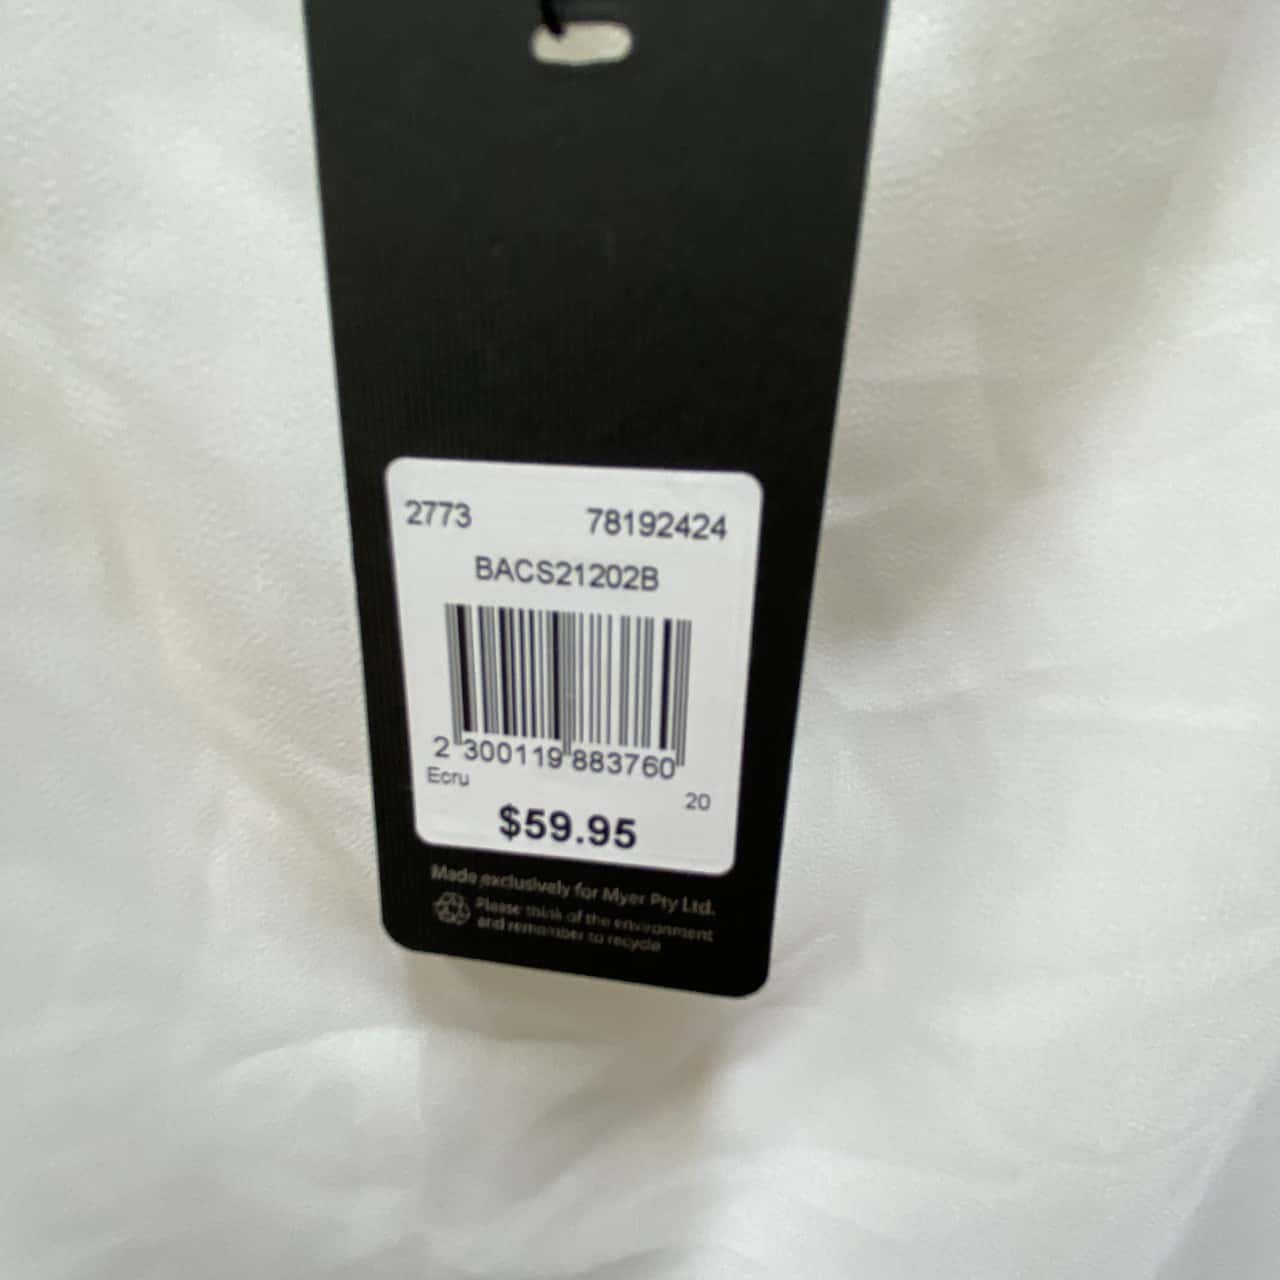 2773 78192424
BACS21202B
2 300119 883760
Ecru
20
$59.95
Made exclusively for Myer Pty Ltd.
Please think of the environment
and remember to recycle